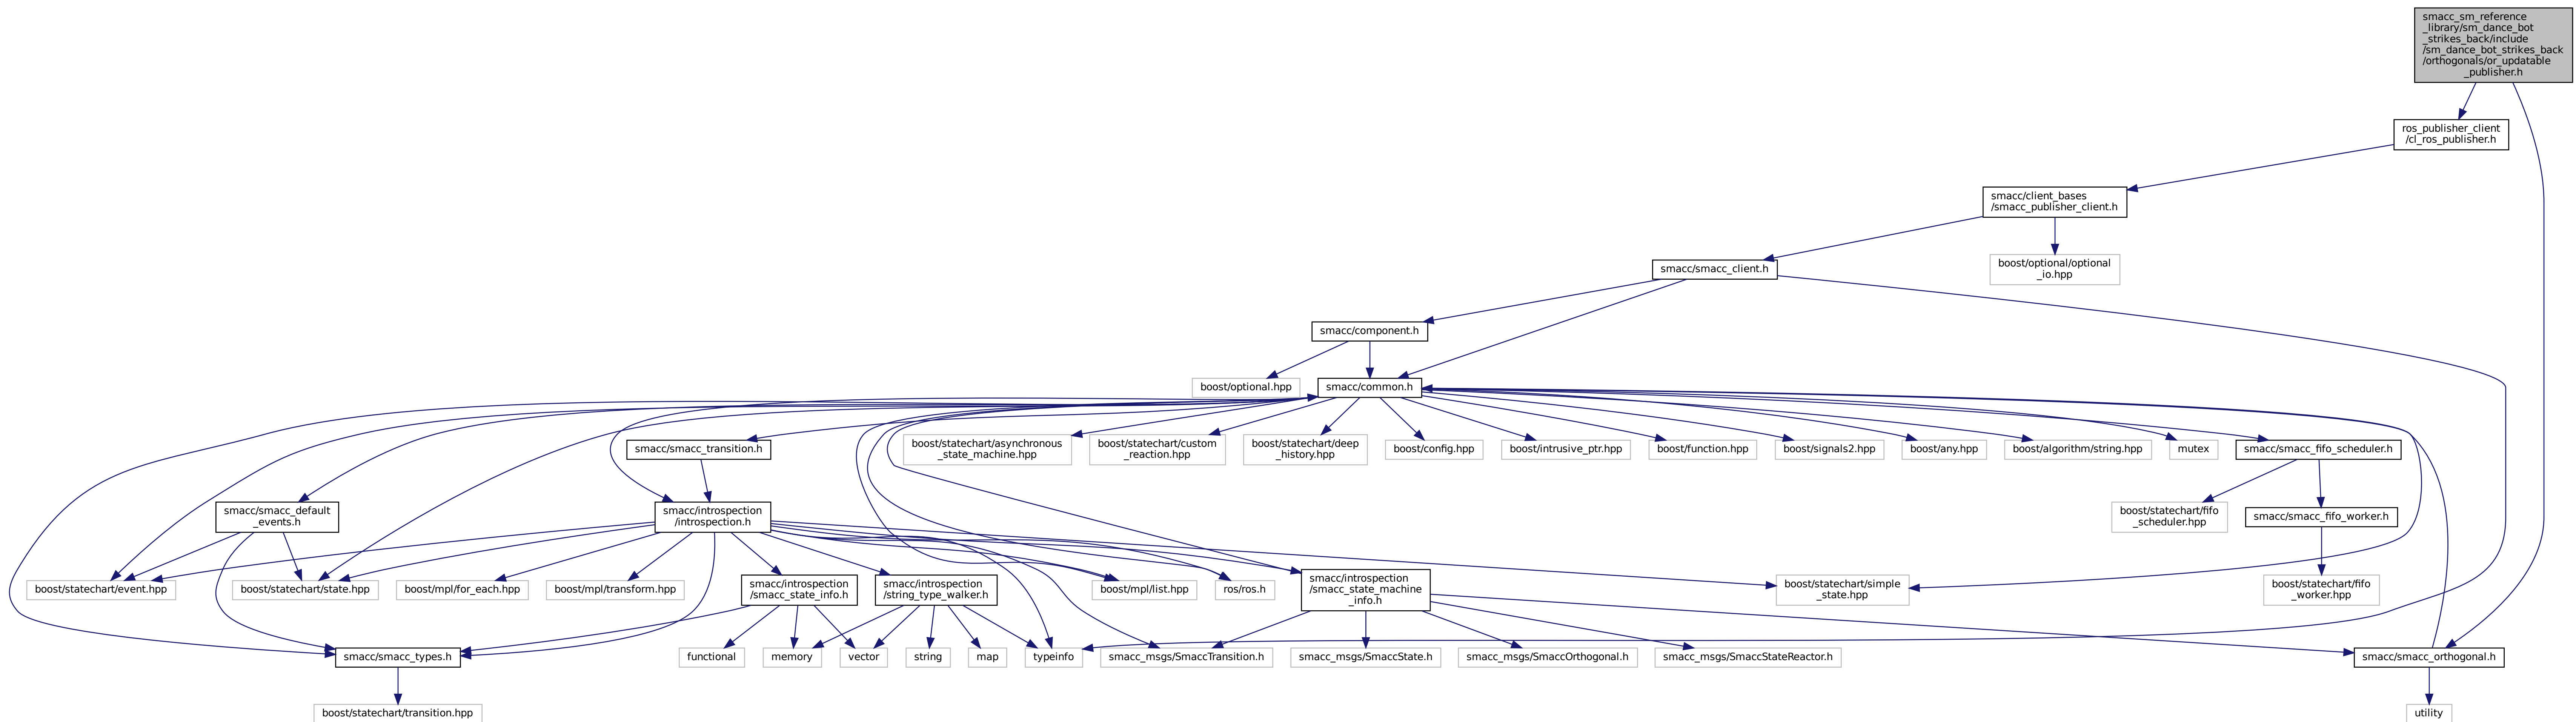 smacc_sm_reference
_library/sm_dance_bot
_strikes_back/include
/sm_dance_bot_strikes_back
/orthogonals/or_updatable
_publisher.h
ros_publisher_client
/cl_ros_publisher.h
smacc/client_bases
/smacc_publisher_client.h
smacc/smacc_client.h
boost/optional/optional
_io.hpp
smacc/component.h
boost/optional.hpp
smacc/common.h
smacc/smacc_transition.h
boost/statechart/asynchronous
_state_machine.hpp
boost/statechart/custom
_reaction.hpp
boost/statechart/deep
_history.hpp
boost/config.hpp
boost/intrusive_ptr.hpp
boost/function.hpp
boost/signals2.hpp
boost/any.hpp
boost/algorithm/string.hpp
mutex
smacc/smacc_fifo_scheduler.h
smacc/smacc_default
_events.h
smacc/introspection
/introspection.h
boost/statechart/fifo
_scheduler.hpp
smacc/smacc_fifo_worker.h
boost/statechart/event.hpp
boost/statechart/state.hpp
boost/mpl/for_each.hpp
boost/mpl/transform.hpp
smacc/introspection
/smacc_state_info.h
smacc/introspection
/string_type_walker.h
boost/mpl/list.hpp
ros/ros.h
smacc/introspection
/smacc_state_machine
_info.h
boost/statechart/simple
_state.hpp
boost/statechart/fifo
_worker.hpp
smacc/smacc_types.h
functional
memory
vector
string
map
typeinfo
smacc_msgs/SmaccTransition.h
smacc_msgs/SmaccState.h
smacc_msgs/SmaccOrthogonal.h
smacc_msgs/SmaccStateReactor.h
smacc/smacc_orthogonal.h
boost/statechart/transition.hpp
utility